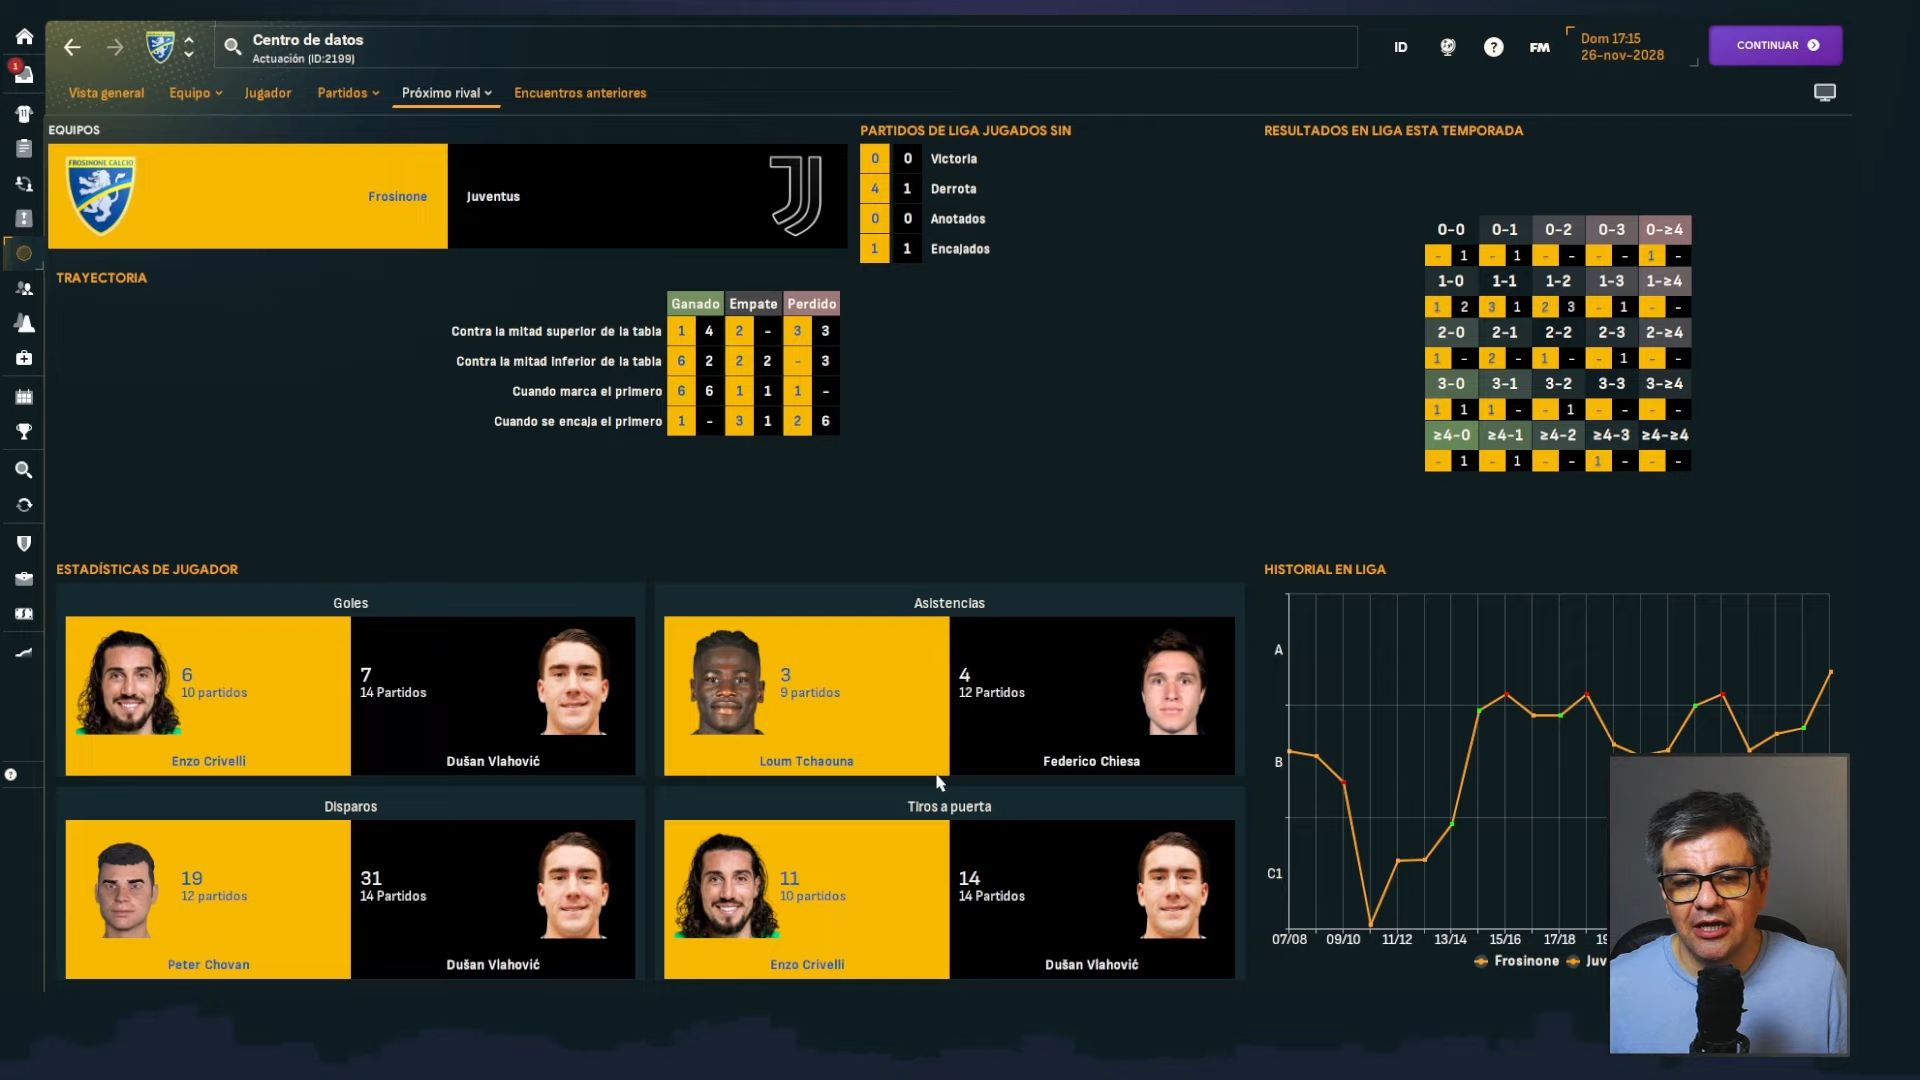 Centro de datos
Actuación (ID:2199)
1
11
ID
?
FM
Dom 17:15
26-nov-2028
CONTINUAR
Vista general
Equipo
Jugador
Partidos
Próximo rival
Encuentros anteriores
EQUIPOS
FROSINONE CALCIO
Frosinone
Juventus
PARTIDOS DE LIGA JUGADOS SIN
0 0 Victoria
4 1 Derrota
0 0 Anotados
1 1 Encajados
RESULTADOS EN LIGA ESTA TEMPORADA
0-0 0-1 0-2 0-3 0-≥4
- 1 - 1 - - - - 1 -
1-0 1-1 1-2 1-3 1-≥4
1 2 3 1 2 3 - 1 - -
2-0 2-1 2-2 2-3 2-≥4
1 - 2 - 1 - - 1 - -
3-0 3-1 3-2 3-3 3-≥4
1 1 1 - - 1 - - - -
≥4-0 ≥4-1 ≥4-2 ≥4-3 ≥4-≥4
- 1 - 1 - - 1 - - -
TRAYECTORIA
Ganado Empate Perdido
Contra la mitad superior de la tabla 1 4 2 - 3 3
Contra la mitad inferior de la tabla 6 2 2 2 - 3
Cuando marca el primero 6 6 1 1 1 -
Cuando se encaja el primero 1 - 3 1 2 6
ESTADÍSTICAS DE JUGADOR
Goles
6
10 partidos
Enzo Crivelli
7
14 Partidos
Dušan Vlahović
Asistencias
3
9 partidos
Loum Tchaouna
4
12 Partidos
Federico Chiesa
Disparos
19
12 partidos
Peter Chovan
31
14 Partidos
Dušan Vlahović
Tiros a puerta
11
10 partidos
Enzo Crivelli
14
14 Partidos
Dušan Vlahović
HISTORIAL EN LIGA
A
B
C1
07/08 09/10 11/12 13/14 15/16 17/18 19
Frosinone Juv
?